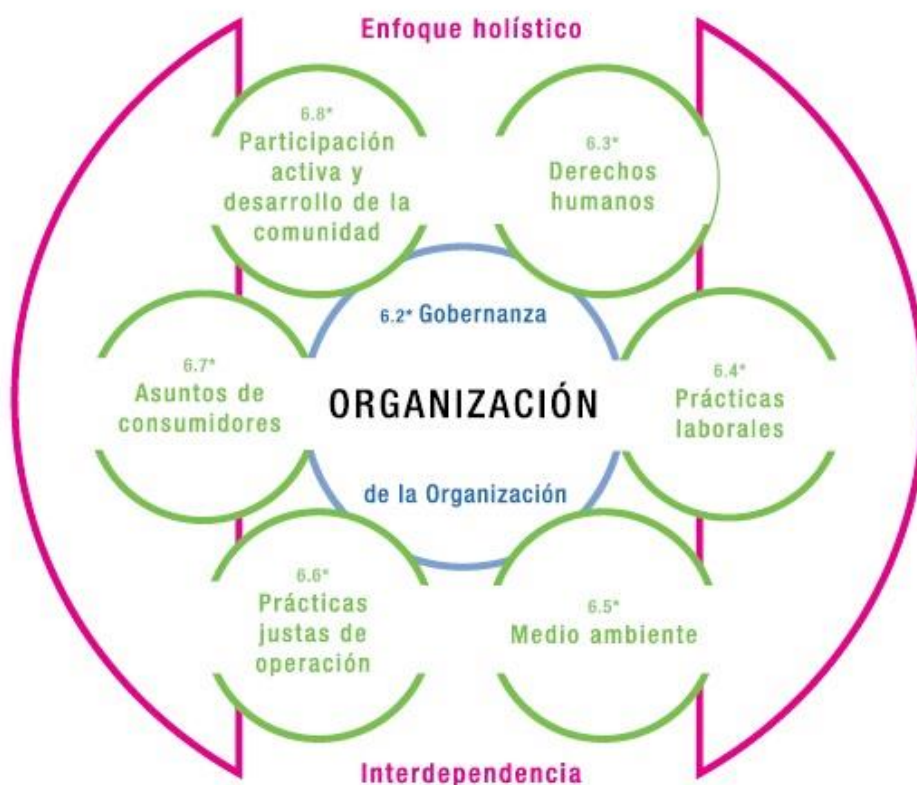 Enfoque holístico
6.8*
Participación
activa y
desarrollo de la
comunidad
6.3*
Derechos
humanos
6.2* Gobernanza
6.7*
Asuntos de
consumidores
ORGANIZACIÓN
6.4*
Prácticas
laborales
de la Organización
6.6*
Prácticas
justas de
operación
6.5*
Medio ambiente
Interdependencia